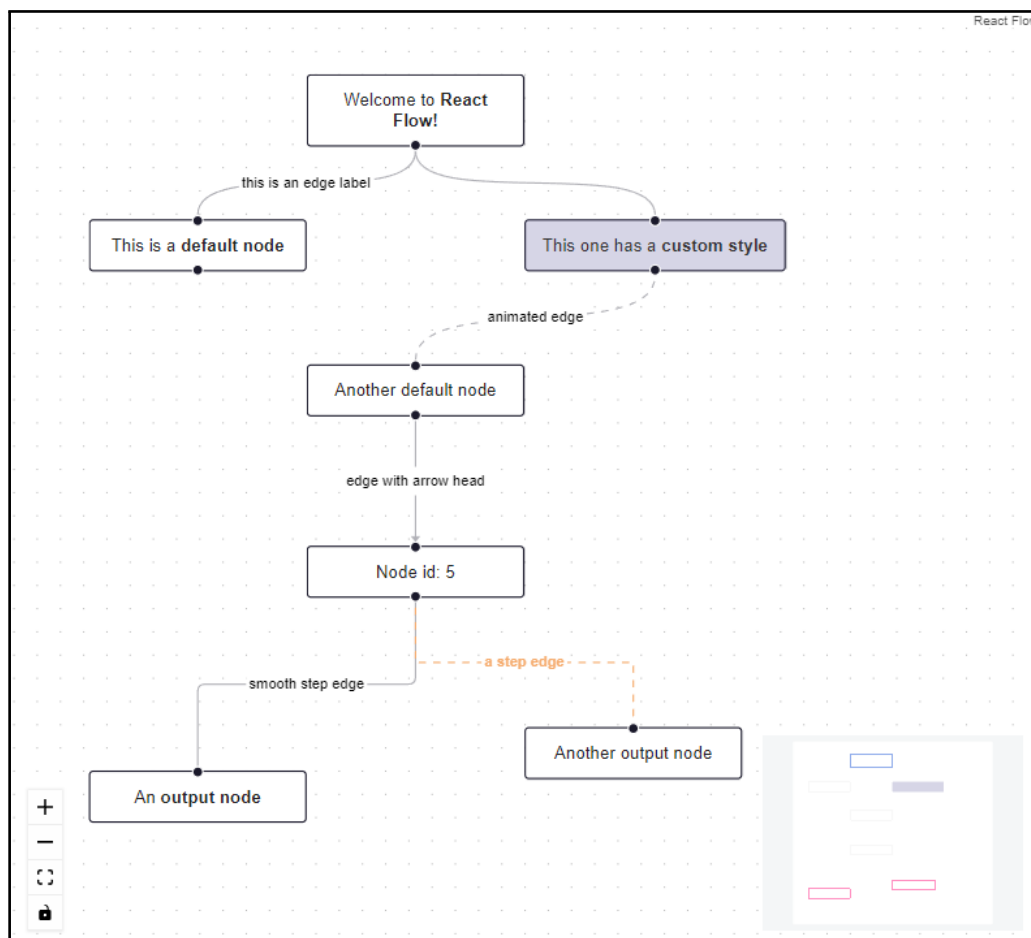 React Flow
Welcome to React
Flow!
this is an edge label
This is a default node
This one has a custom style
animated edge
Another default node
edge with arrow head
Node id: 5
a step edge
smooth step edge
Another output node
An output node